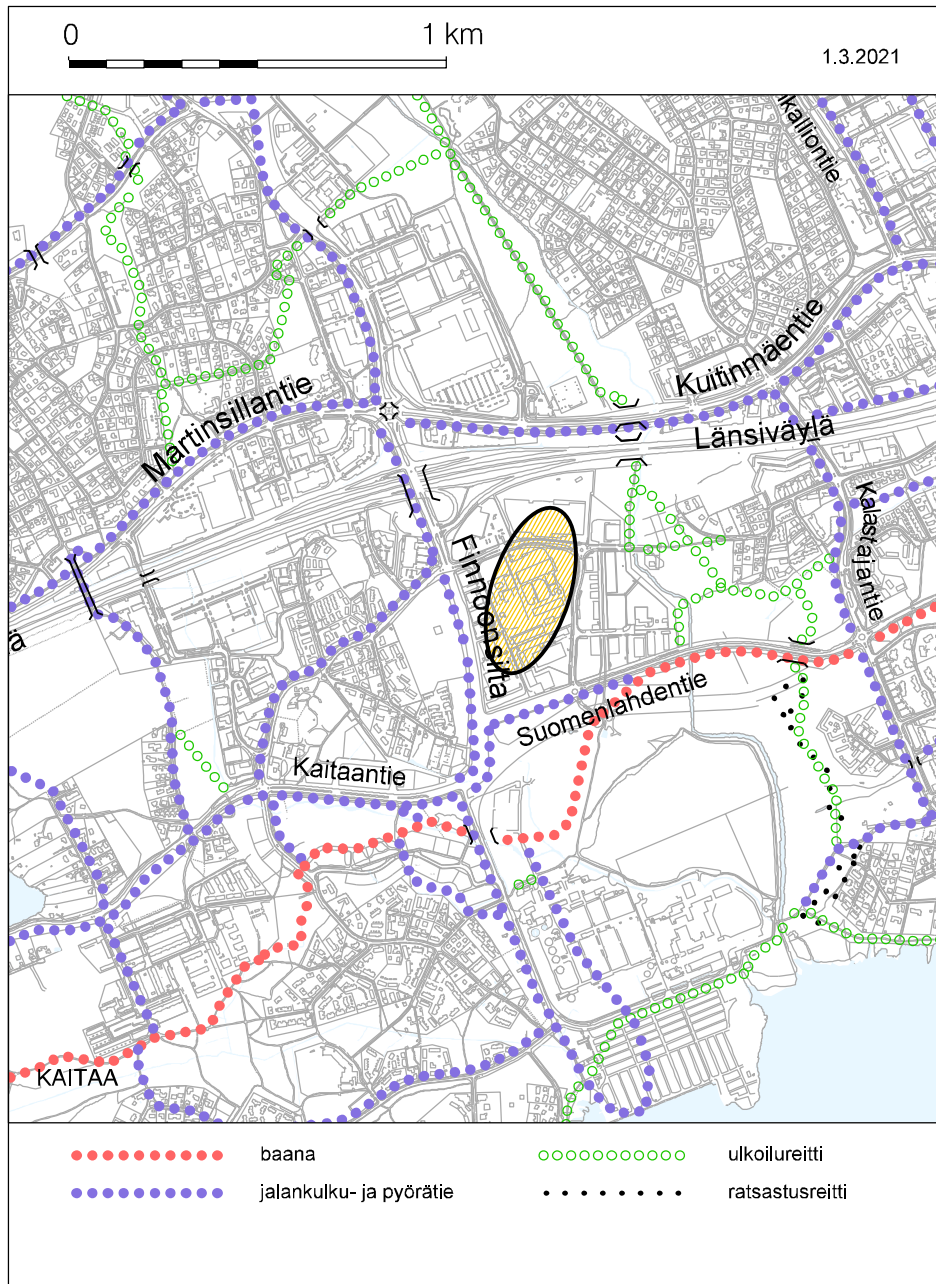 0 1 km
1.3.2021
kalliontie
Kuitinmäentie
Martinsillantie
Länsiväylä
Kalastajantie
Finnoonsilta
ä
Suomenlahdentie
Kaitaantie
KAITAA
baana
ulkoilureitti
jalankulku- ja pyörätie
ratsastusreitti